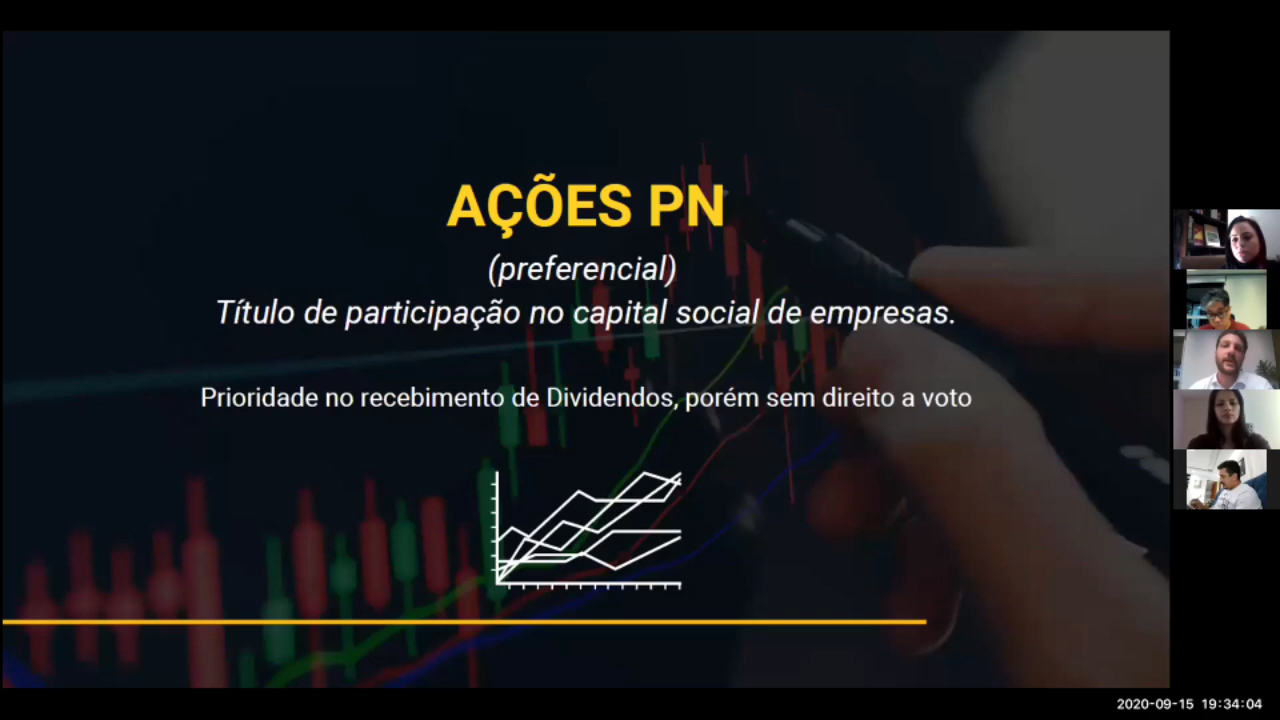 AÇÕES PN
(preferencial)
Título de participação no capital social de empresas.
Prioridade no recebimento de Dividendos, porém sem direito a voto
2020-09-15 19:34:04